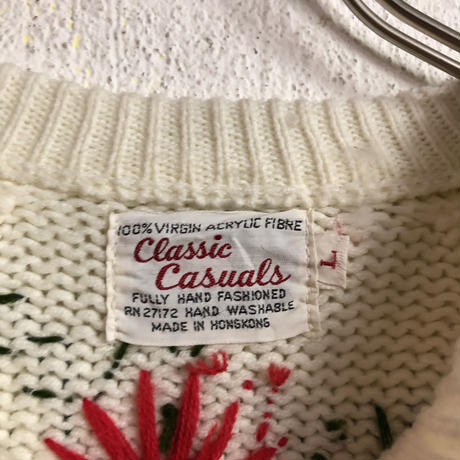 100% VIRGIN ACRYLIC FIBRE
Classic
Casuals
FULLY HAND FASHIONED
RN 27172 HAND WASHABLE
MADE IN HONGKONG
L